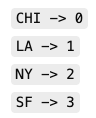 CHI -> 0
LA -> 1
NY -> 2
SF -> 3